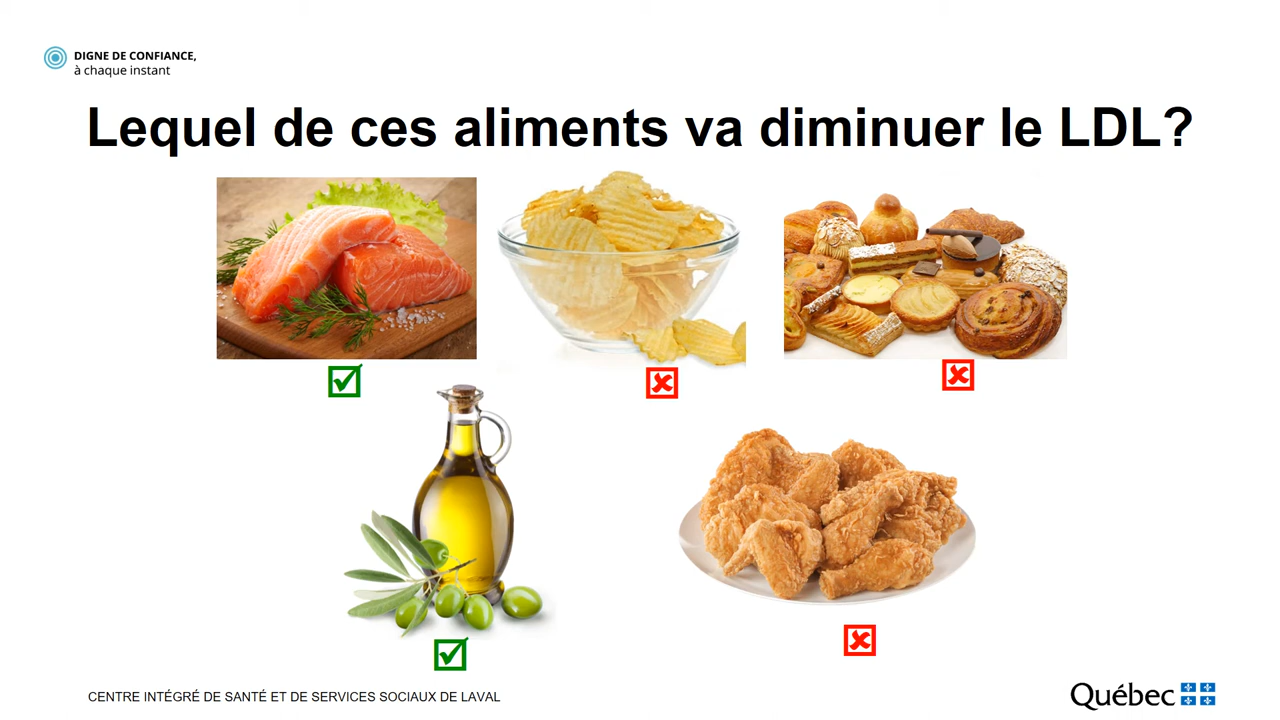 DIGNE DE CONFIANCE,
à chaque instant
Lequel de ces aliments va diminuer le LDL?
CENTRE INTÉGRÉ DE SANTÉ ET DE SERVICES SOCIAUX DE LAVAL
Québec